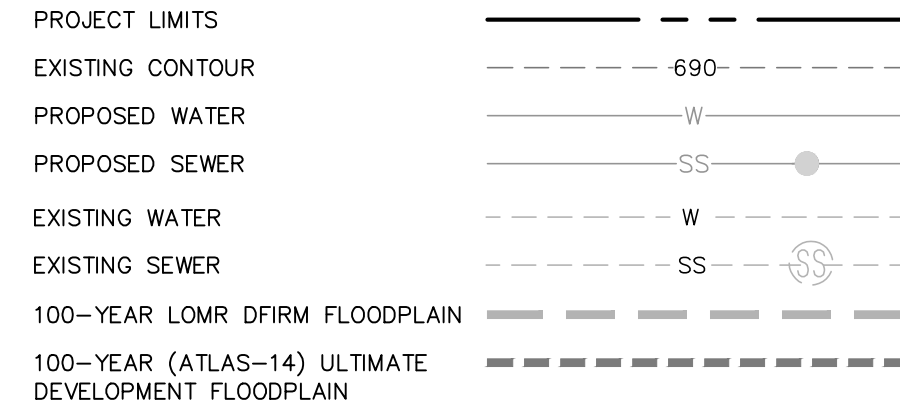 PROJECT LIMITS
EXISTING CONTOUR 690
PROPOSED WATER W
PROPOSED SEWER SS
EXISTING WATER W
EXISTING SEWER SS SS
100-YEAR LOMR DFIRM FLOODPLAIN
100-YEAR (ATLAS-14) ULTIMATE
DEVELOPMENT FLOODPLAIN